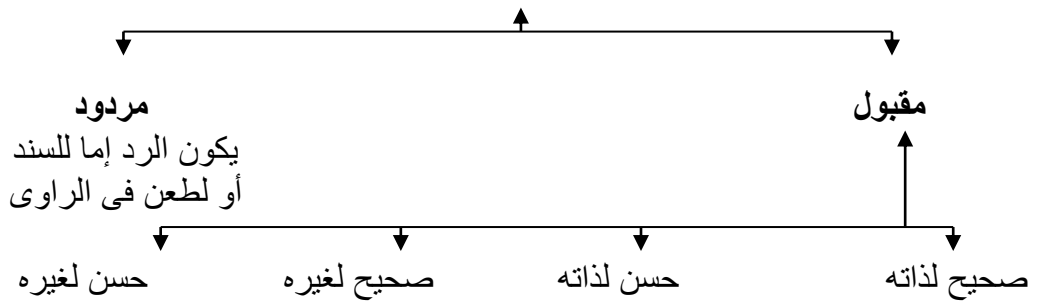 مقبول
مردود
يكون الرد إما للسند
أو لطعن فى الراوى
صحيح لذاته
حسن لذاته
صحيح لغيره
حسن لغيره